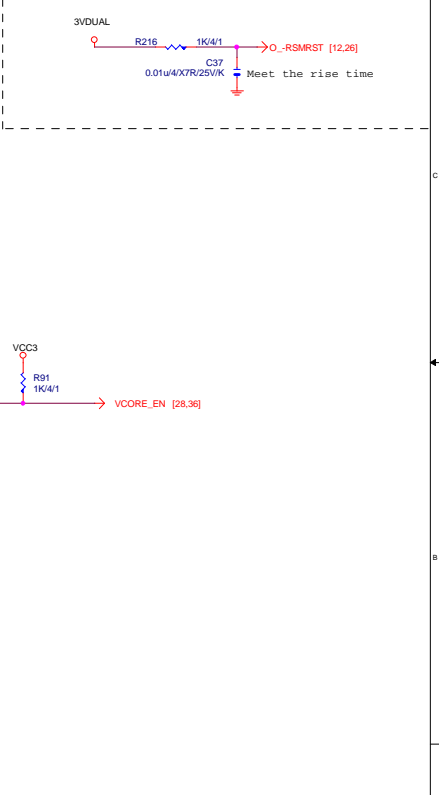 3VDUAL
R216 1K/4/1 O_-RSMRST [12,26]
C37
0.01u/4/X7R/25V/K Meet the rise time
C
VCC3
R91
1K/4/1
VCORE_EN [28,36]
B